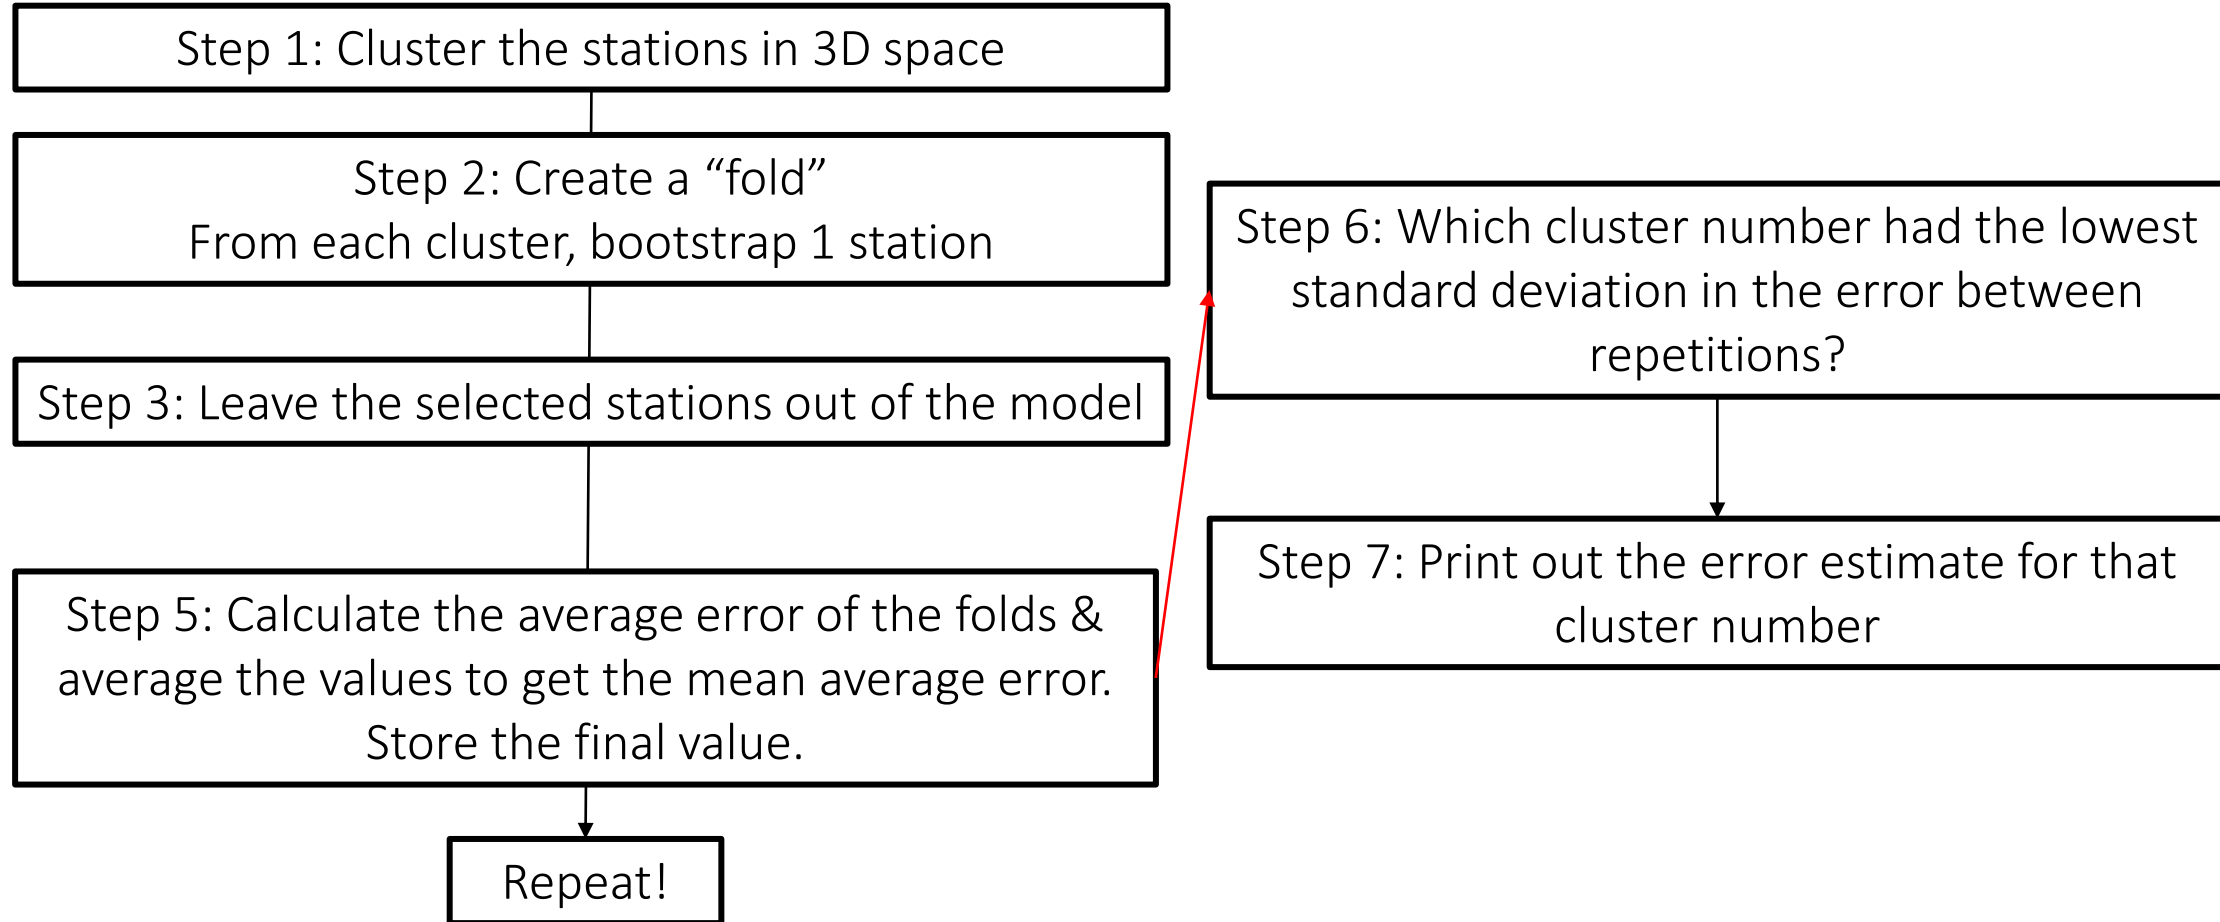 Step 1: Cluster the stations in 3D space
Step 2: Create a “fold”
From each cluster, bootstrap 1 station
Step 3: Leave the selected stations out of the model
Step 5: Calculate the average error of the folds &
average the values to get the mean average error.
Store the final value.
Repeat!
Step 6: Which cluster number had the lowest
standard deviation in the error between
repetitions?
Step 7: Print out the error estimate for that
cluster number